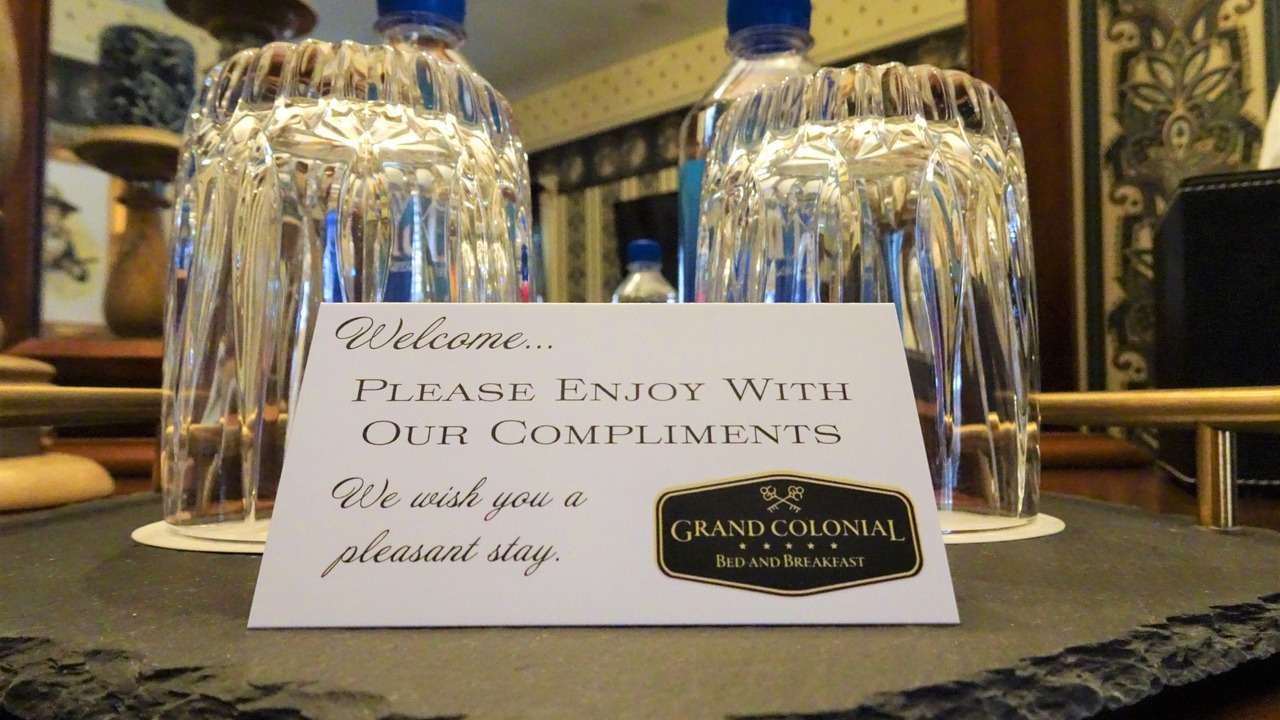 Welcome...
PLEASE ENJOY WITH
OUR COMPLIMENTS
We wish you a
pleasant stay.
GRAND COLONIAL
BED AND BREAKFAST